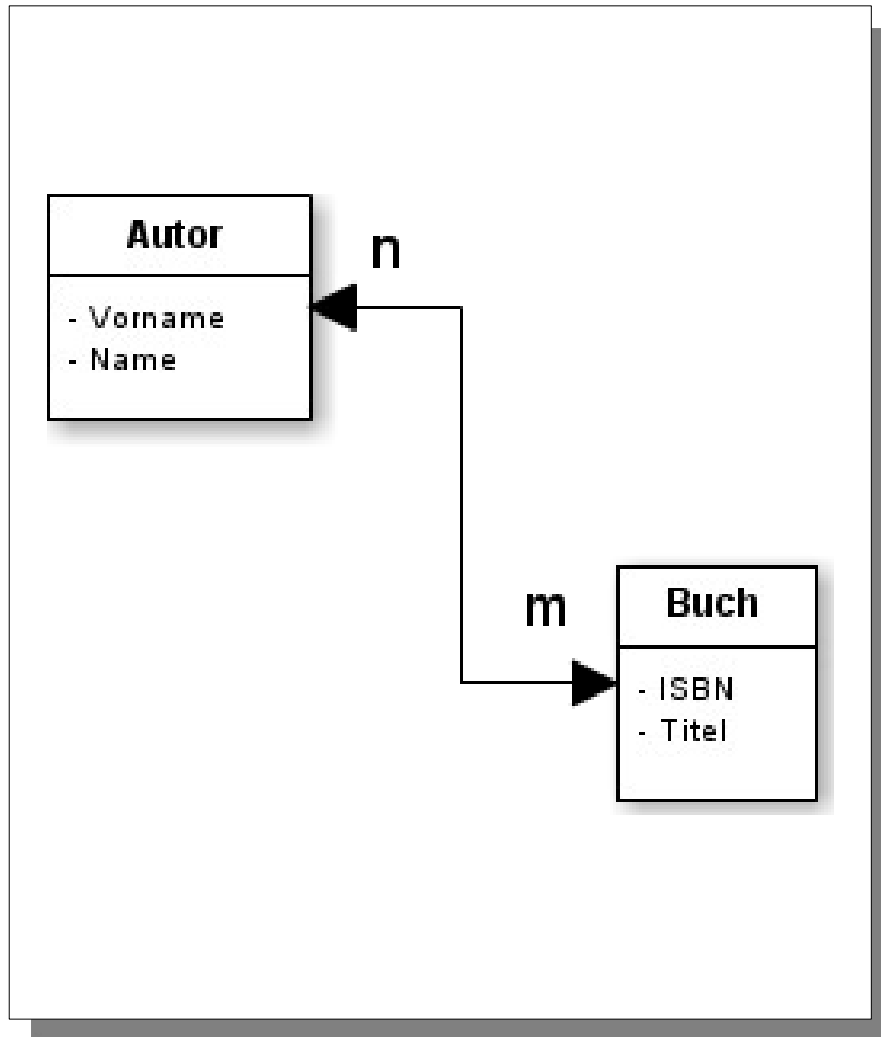 Autor
n
- Vorname
- Name
m
Buch
- ISBN
- Titel